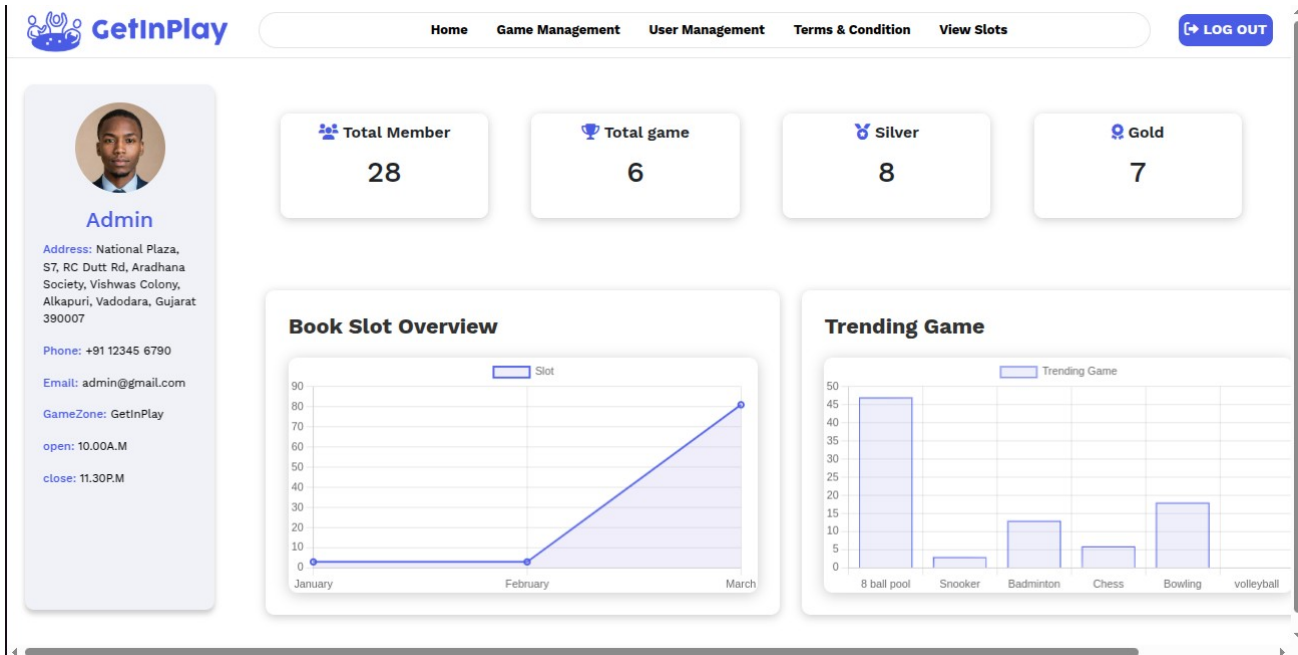 GetInPlay
Home Game Management User Management Terms & Condition View Slots
LOG OUT
Admin
Address: National Plaza,
S7, RC Dutt Rd, Aradhana
Society, Vishwas Colony,
Alkapuri, Vadodara, Gujarat
390007
Phone: +91 12345 6790
Email: admin@gmail.com
GameZone: GetInPlay
open: 10.00A.M
close: 11.30P.M
Total Member
28
Total game
6
Silver
8
Gold
7
Book Slot Overview
Slot
90
80
70
60
50
40
30
20
10
0
January February March
Trending Game
Trending Game
50
45
40
35
30
25
20
15
10
5
0
8 ball pool Snooker Badminton Chess Bowling volleyball